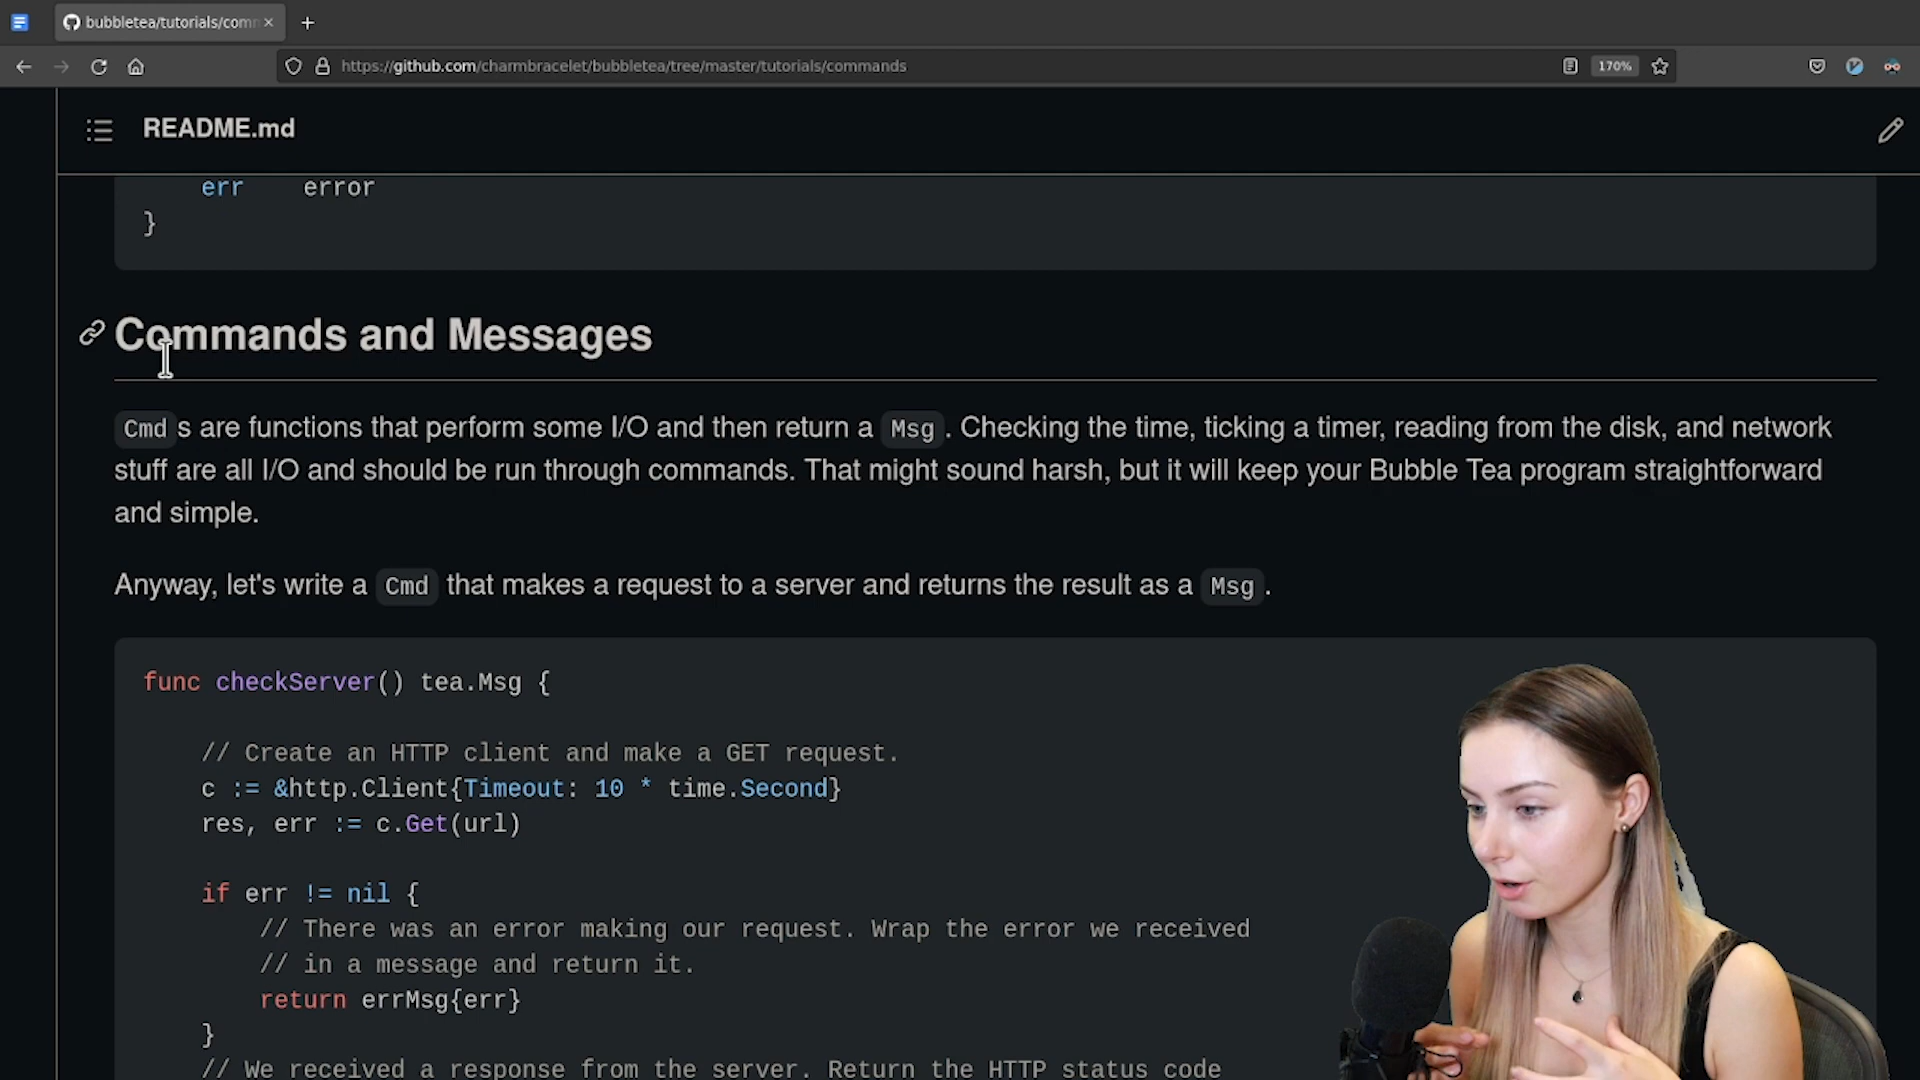 bubbletea/tutorials/com
https://github.com/charmbracelet/bubbletea/tree/master/tutorials/commands
170%
README.md
err error
}
Commands and Messages
Cmds are functions that perform some I/O and then return a Msg. Checking the time, ticking a timer, reading from the disk, and network
stuff are all I/O and should be run through commands. That might sound harsh, but it will keep your Bubble Tea program straightforward
and simple.
Anyway, let's write a Cmd that makes a request to a server and returns the result as a Msg.
func checkServer() tea.Msg {
// Create an HTTP client and make a GET request.
c := &http.Client{Timeout: 10 * time.Second}
res, err := c.Get(url)
if err != nil {
// There was an error making our request. Wrap the error we received
// in a message and return it.
return errMsg{err}
}
// We received a response from the server. Return the HTTP status code